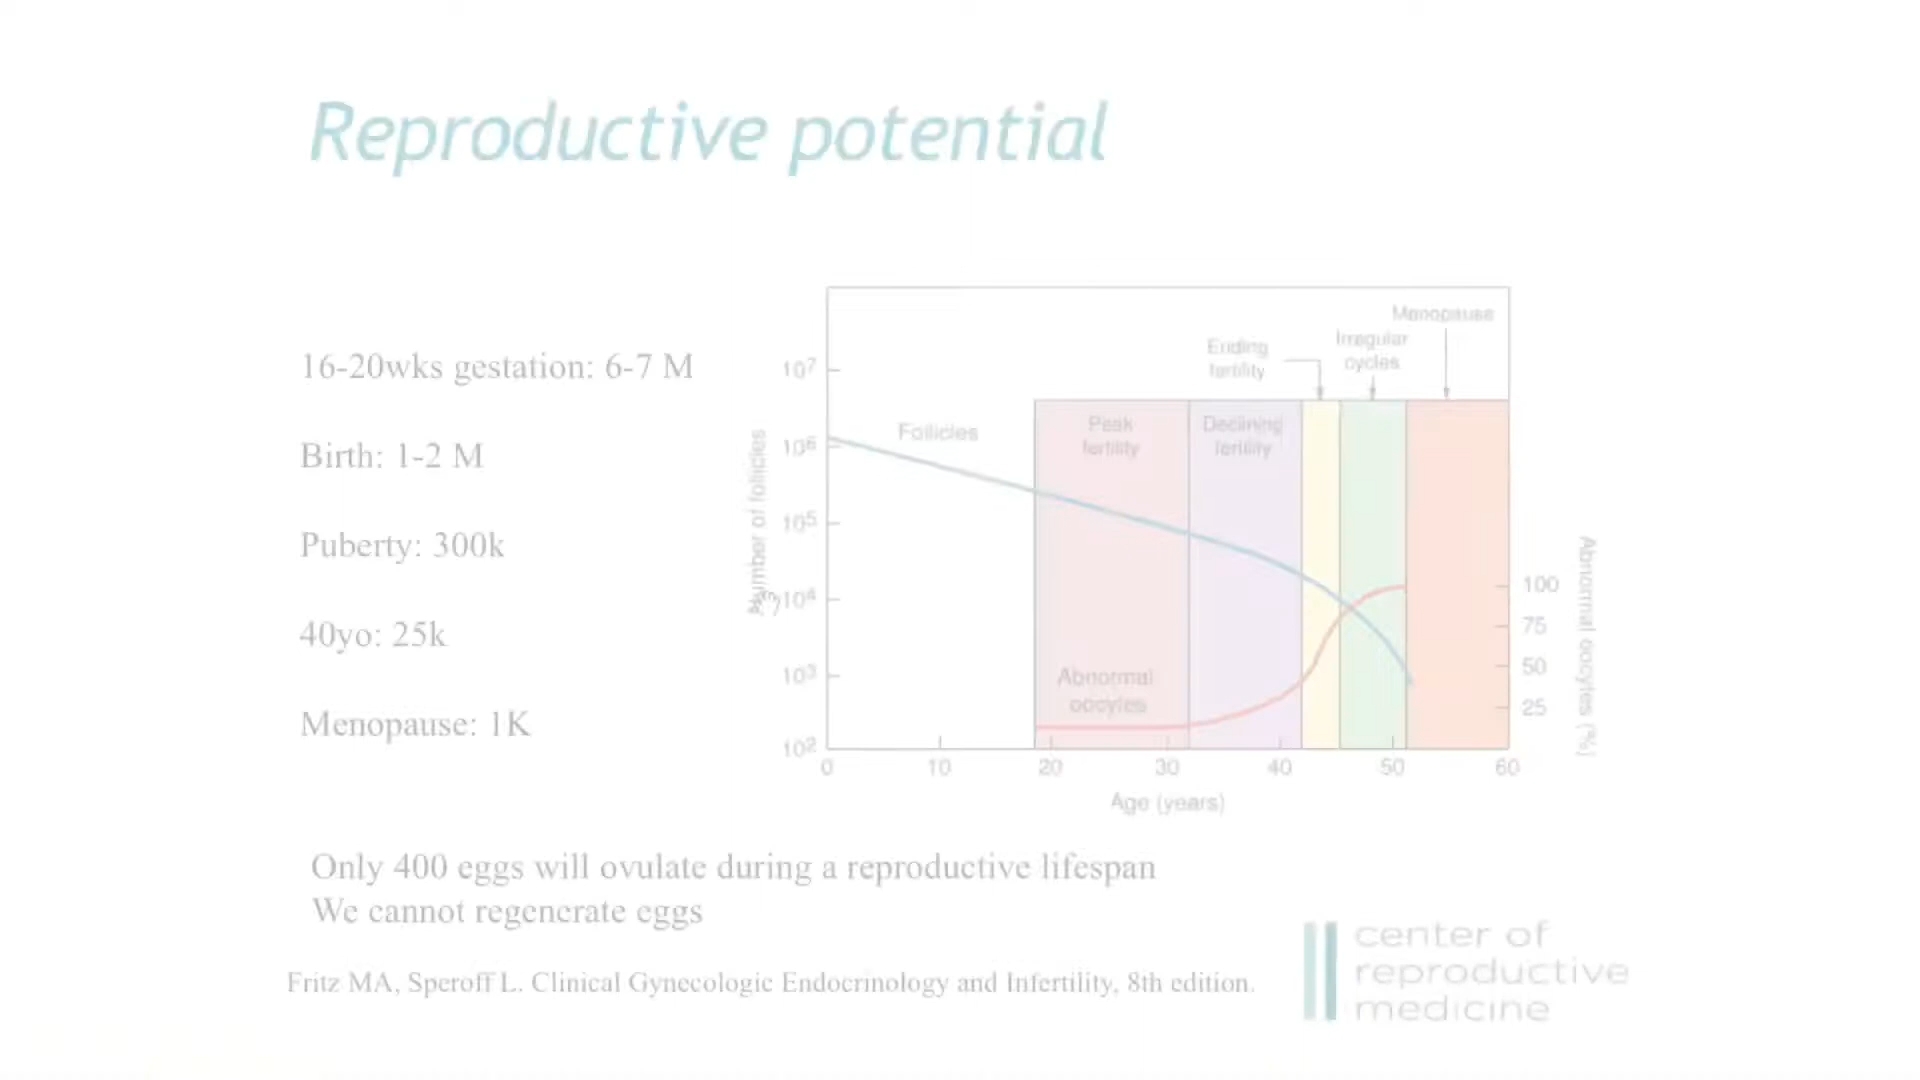 Reproductive potential
16-20wks gestation: 6-7 M
Birth: 1-2 M
Puberty: 300k
40yo: 25k
Menopause: 1K
Number of follicles
10⁷
10⁶
10⁵
10⁴
10³
10²
Follicles
Peak
fertility
Declining
fertility
Ending
fertility
Irregular
cycles
Menopause
Abnormal
oocytes
100
75
50
25
Abnormal oocytes (%)
0 10 20 30 40 50 60
Age (years)
Only 400 eggs will ovulate during a reproductive lifespan
We cannot regenerate eggs
Fritz MA, Speroff L. Clinical Gynecologic Endocrinology and Infertility, 8th edition.
center of
reproductive
medicine